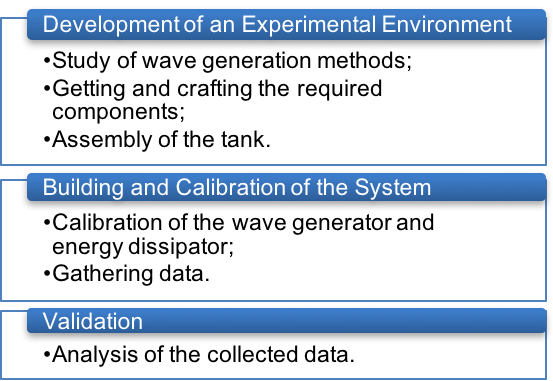 Development of an Experimental Environment
•Study of wave generation methods;
•Getting and crafting the required
components;
•Assembly of the tank.
Building and Calibration of the System
•Calibration of the wave generator and
energy dissipator;
•Gathering data.
Validation
•Analysis of the collected data.